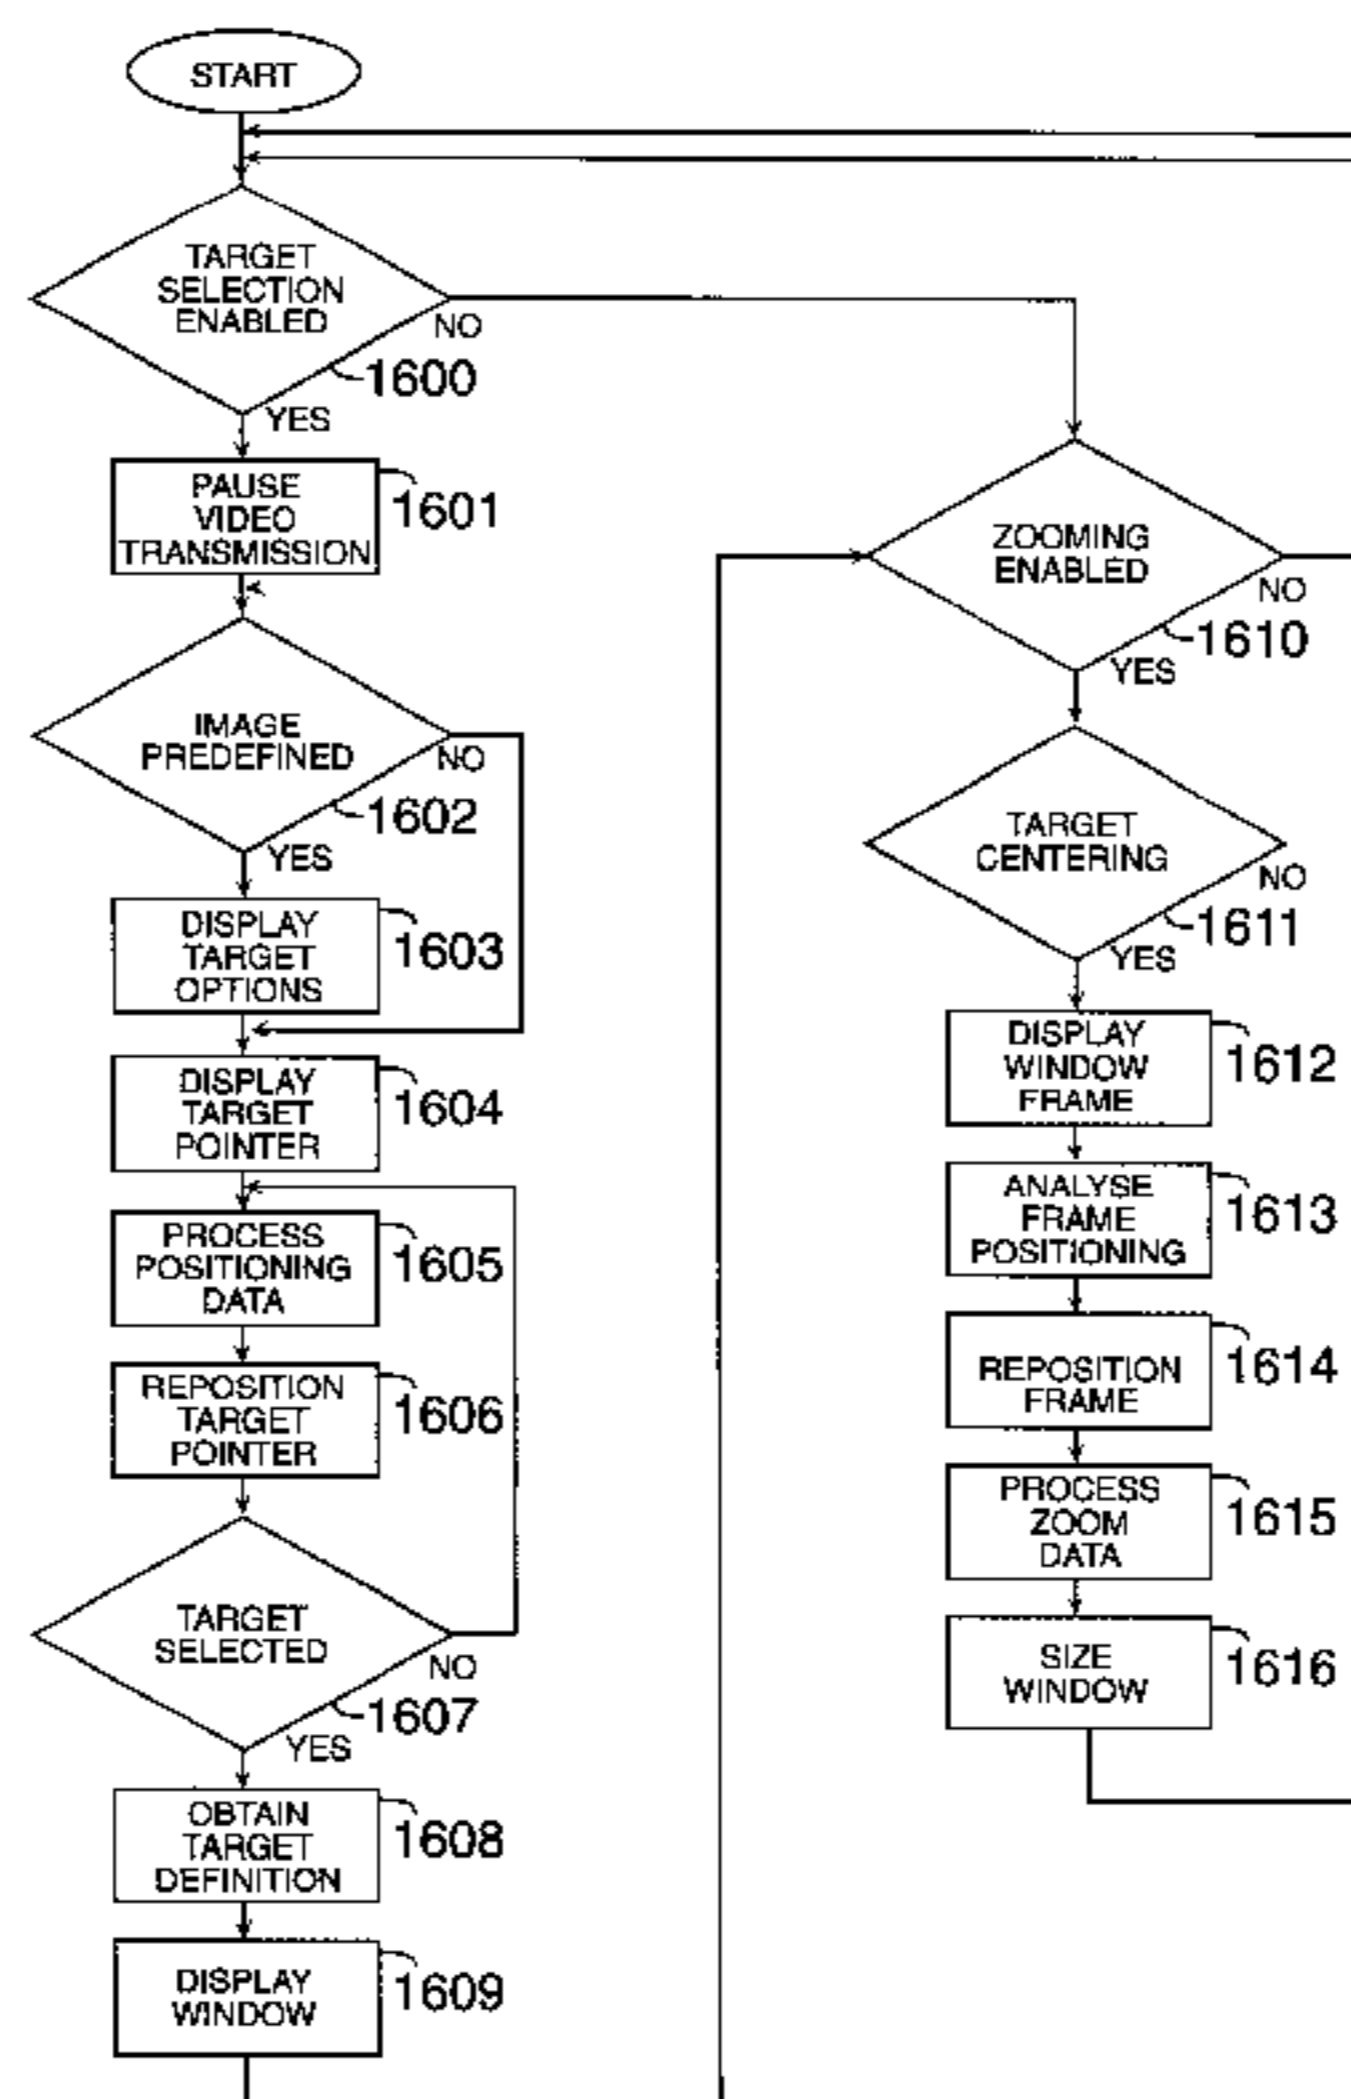 START
TARGET
SELECTION
ENABLED
NO
1600
YES
PAUSE
VIDEO
TRANSMISSION
1601
IMAGE
PREDEFINED
NO
1602
YES
DISPLAY
TARGET
OPTIONS
1603
DISPLAY
TARGET
POINTER
1604
PROCESS
POSITIONING
DATA
1605
REPOSITION
TARGET
POINTER
1606
TARGET
SELECTED
NO
1607
YES
OBTAIN
TARGET
DEFINITION
1608
DISPLAY
WINDOW
1609
ZOOMING
ENABLED
NO
1610
YES
TARGET
CENTERING
NO
1611
YES
DISPLAY
WINDOW
FRAME
1612
ANALYSE
FRAME
POSITIONING
1613
REPOSITION
FRAME
1614
PROCESS
ZOOM
DATA
1615
SIZE
WINDOW
1616